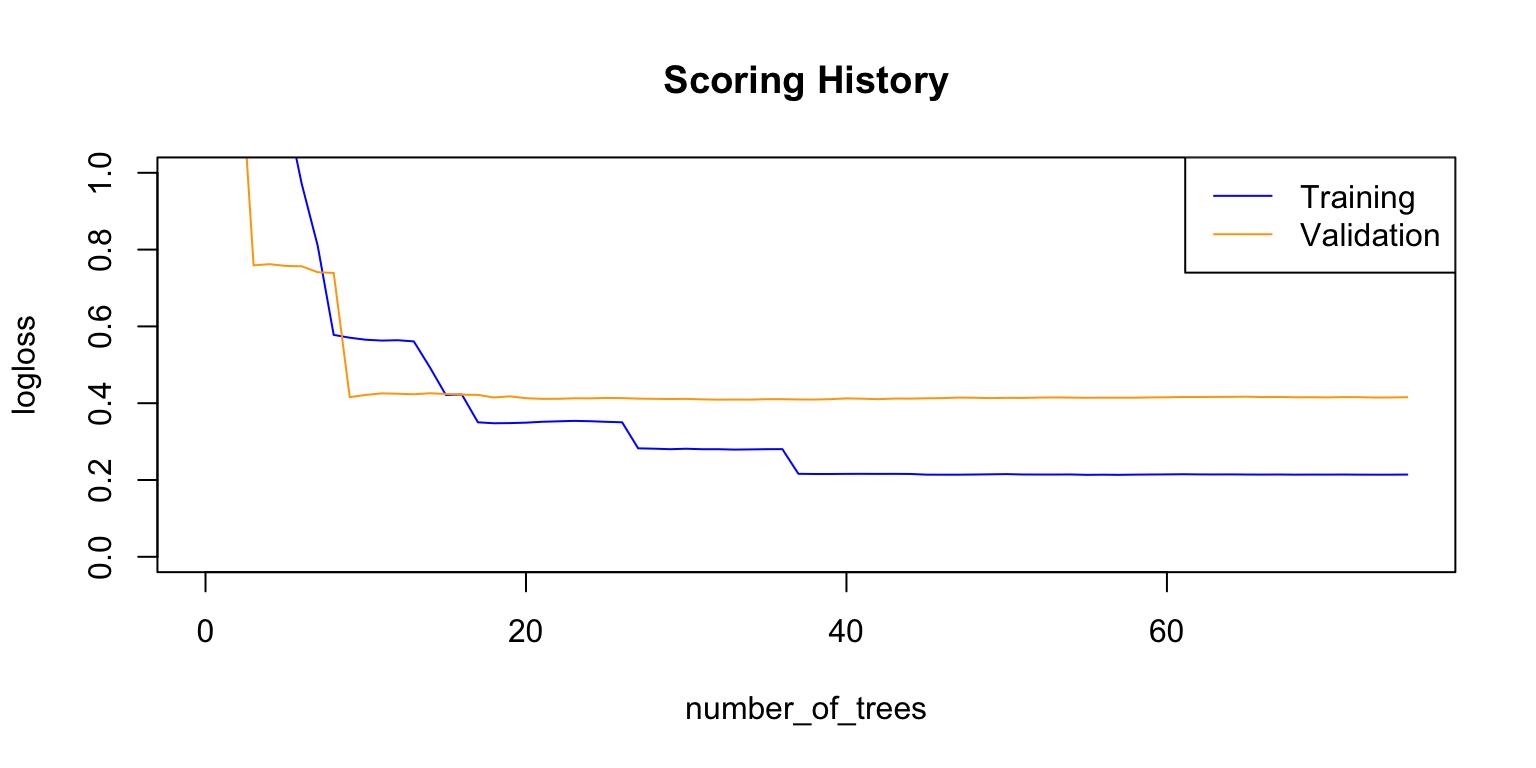 Scoring History
Training
Validation
logloss
1.0
0.8
0.6
0.4
0.2
0.0
0 20 40 60
number_of_trees